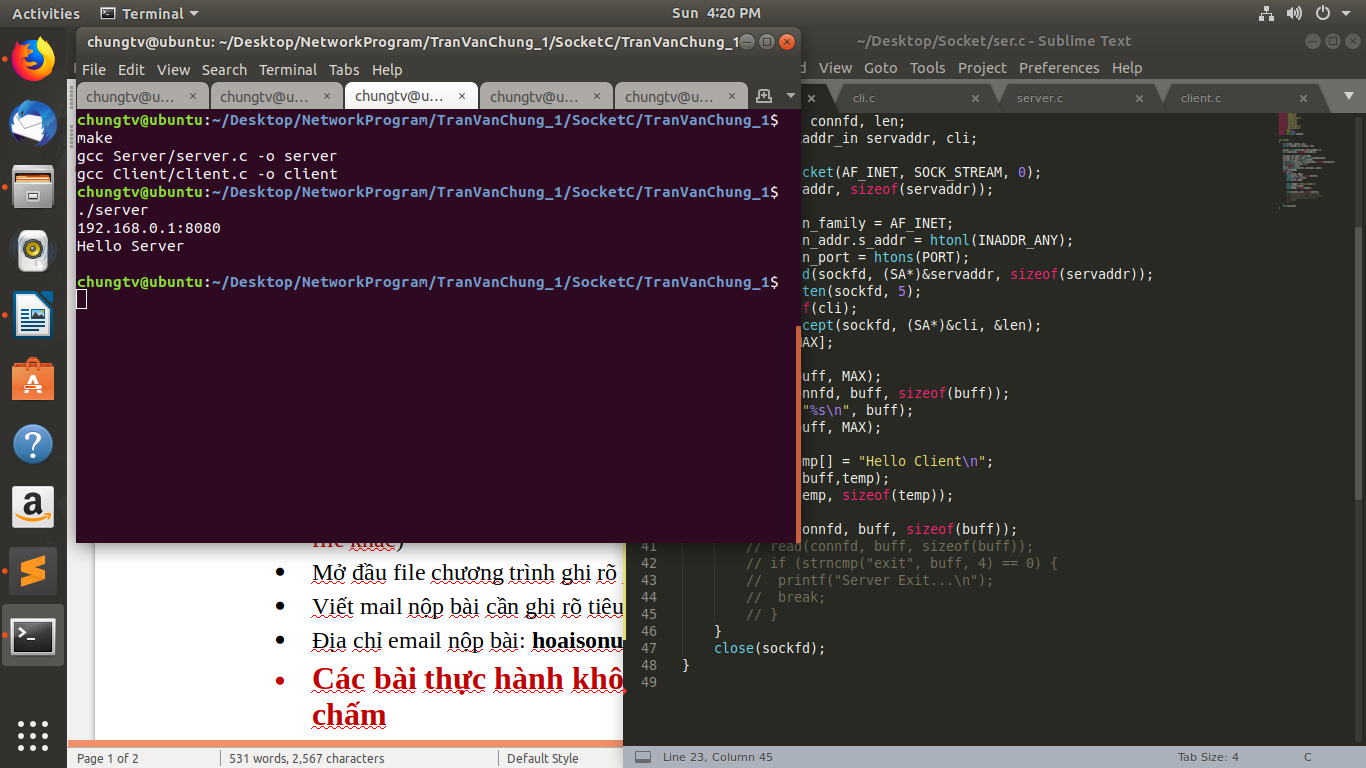 Activities
Terminal
Sun 4:20 PM
chungtv@ubuntu: ~/Desktop/NetworkProgram/TranVanChung_1/SocketC/TranVanChung_1
File Edit View Search Terminal Tabs Help
chungtv@u... × chungtv@u... × chungtv@u... × chungtv@u... × chungtv@u... ×
chungtv@ubuntu:~/Desktop/NetworkProgram/TranVanChung_1/SocketC/TranVanChung_1$
make
gcc Server/server.c -o server
gcc Client/client.c -o client
chungtv@ubuntu:~/Desktop/NetworkProgram/TranVanChung_1/SocketC/TranVanChung_1$
./server
192.168.0.1:8080
Hello Server
chungtv@ubuntu:~/Desktop/NetworkProgram/TranVanChung_1/SocketC/TranVanChung_1$
~/Desktop/Socket/ser.c - Sublime Text
d View Goto Tools Project Preferences Help
× cli.c × server.c × client.c ×
connfd, len;
addr_in servaddr, cli;
cket(AF_INET, SOCK_STREAM, 0);
addr, sizeof(servaddr));
n_family = AF_INET;
n_addr.s_addr = htonl(INADDR_ANY);
n_port = htons(PORT);
d(sockfd, (SA*)&servaddr, sizeof(servaddr));
ten(sockfd, 5);
f(cli);
cept(sockfd, (SA*)&cli, &len);
AX];
uff, MAX);
nnfd, buff, sizeof(buff));
"%s\n", buff);
uff, MAX);
mp[] = "Hello Client\n";
buff,temp);
emp, sizeof(temp));
onnfd, buff, sizeof(buff));
41 // read(connfd, buff, sizeof(buff));
42 // if (strncmp("exit", buff, 4) == 0) {
43 //  printf("Server Exit...\n");
44 //  break;
45 // }
46 }
47 close(sockfd);
48 }
49
Line 23, Column 45
Tab Size: 4
C
file khác)
• Mở đầu file chương trình ghi rõ
• Viết mail nộp bài cần ghi rõ tiêu
• Địa chỉ email nộp bài: hoaisonu
• Các bài thực hành khô
chấm
Page 1 of 2
531 words, 2,567 characters
Default Style